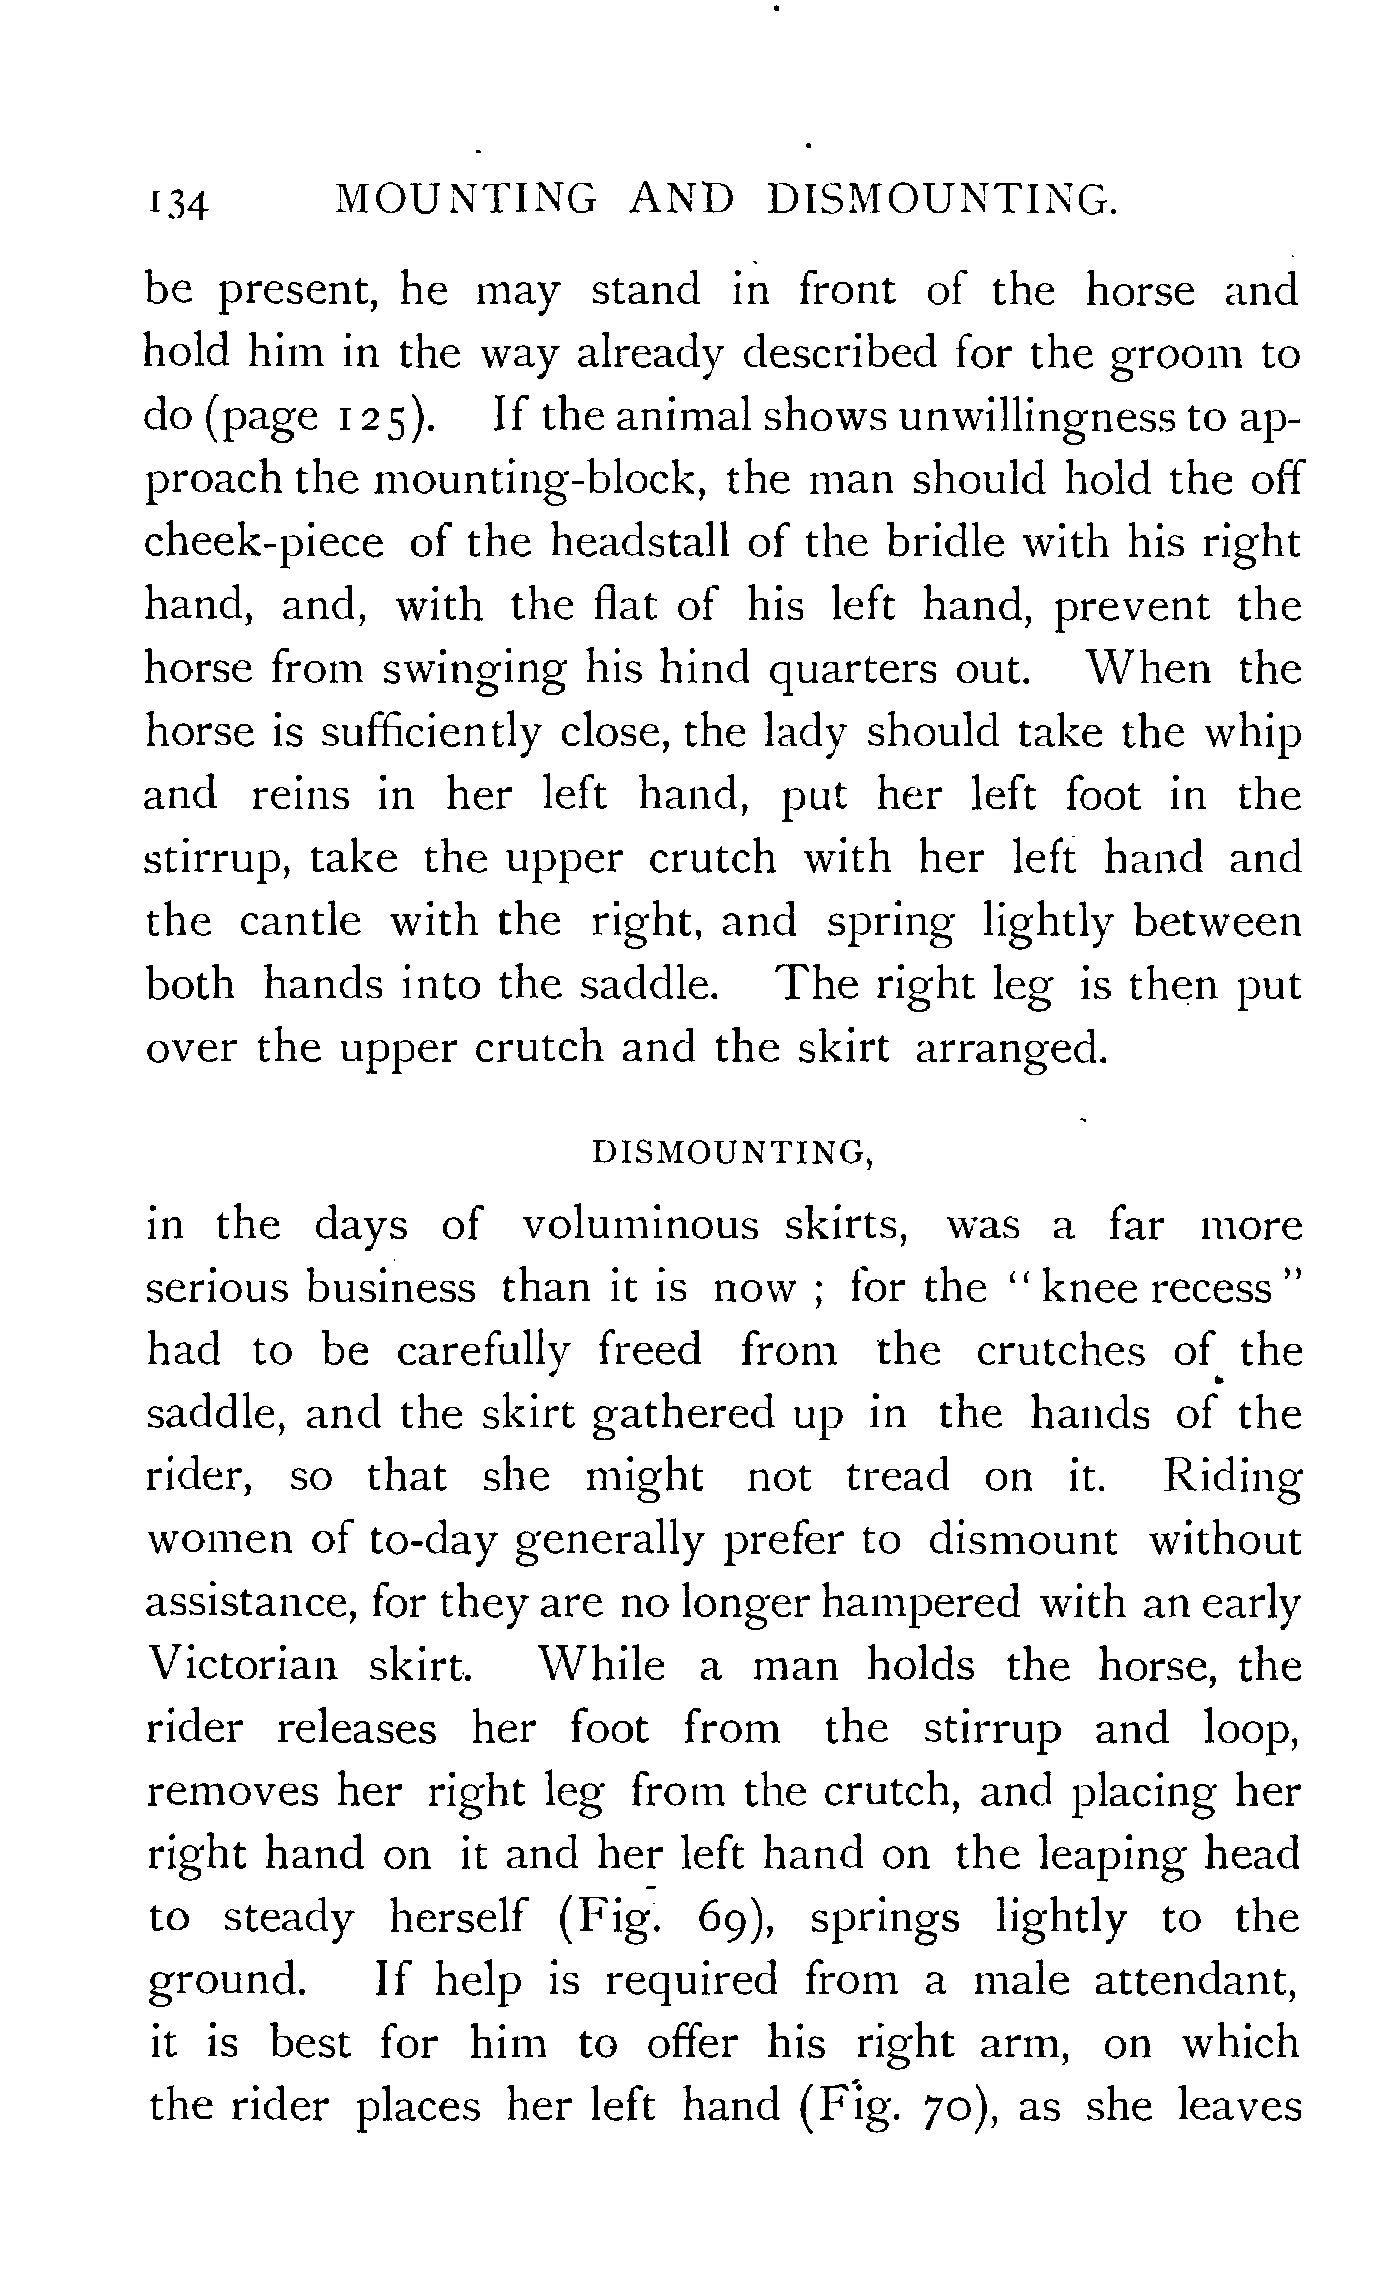 134 MOUNTING AND DISMOUNTING.
be present, he may stand in front of the horse and
hold him in the way already described for the groom to
do (page 125). If the animal shows unwillingness to ap-
proach the mounting-block, the man should hold the off
cheek-piece of the headstall of the bridle with his right
hand, and, with the flat of his left hand, prevent the
horse from swinging his hind quarters out. When the
horse is sufficiently close, the lady should take the whip
and reins in her left hand, put her left foot in the
stirrup, take the upper crutch with her left hand and
the cantle with the right, and spring lightly between
both hands into the saddle. The right leg is then put
over the upper crutch and the skirt arranged.
DISMOUNTING,
in the days of voluminous skirts, was a far more
serious business than it is now ; for the “ knee recess ”
had to be carefully freed from the crutches of the
saddle, and the skirt gathered up in the hands of the
rider, so that she might not tread on it. Riding
women of to-day generally prefer to dismount without
assistance, for they are no longer hampered with an early
Victorian skirt. While a man holds the horse, the
rider releases her foot from the stirrup and loop,
removes her right leg from the crutch, and placing her
right hand on it and her left hand on the leaping head
to steady herself (Fig. 69), springs lightly to the
ground. If help is required from a male attendant,
it is best for him to offer his right arm, on which
the rider places her left hand (Fig. 70), as she leaves